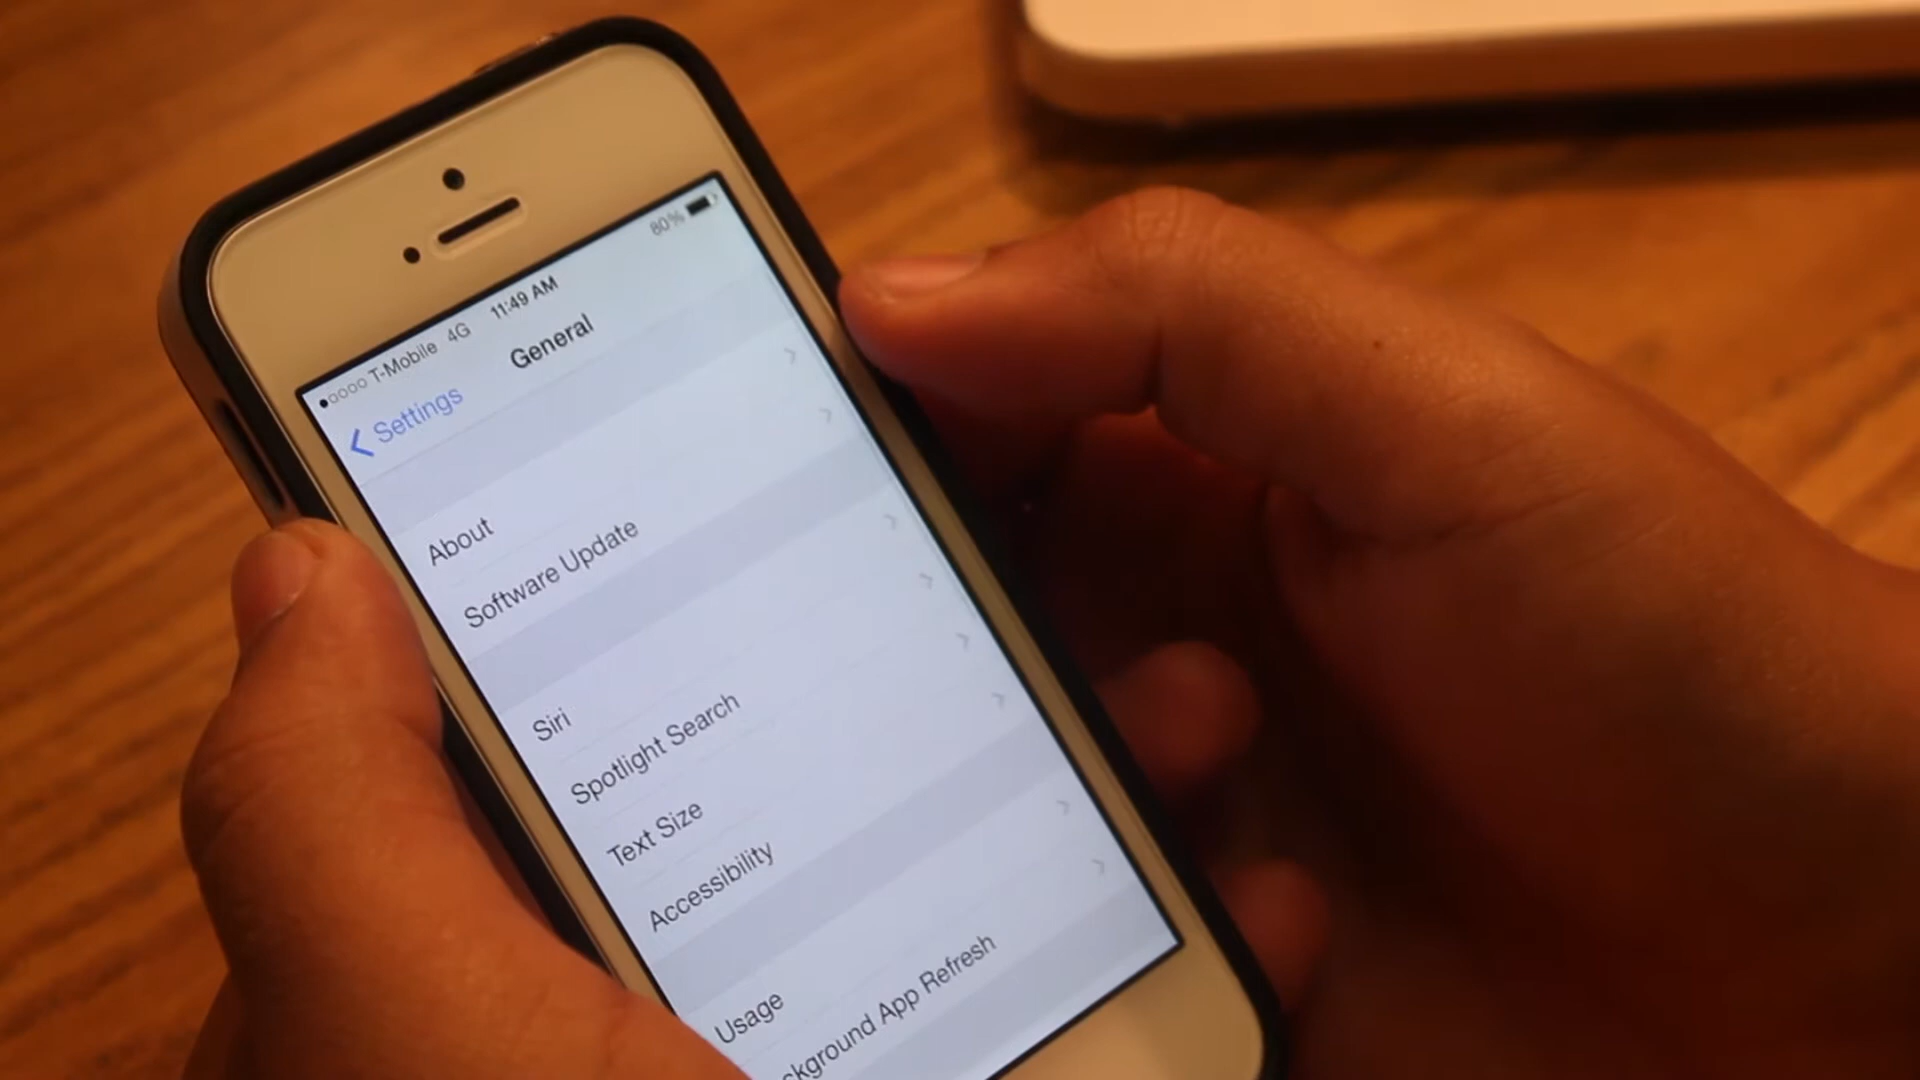 ●○○○○ T-Mobile 4G 11:49 AM 80%
Settings General
About
Software Update
Siri
Spotlight Search
Text Size
Accessibility
Usage
ckground App Refresh